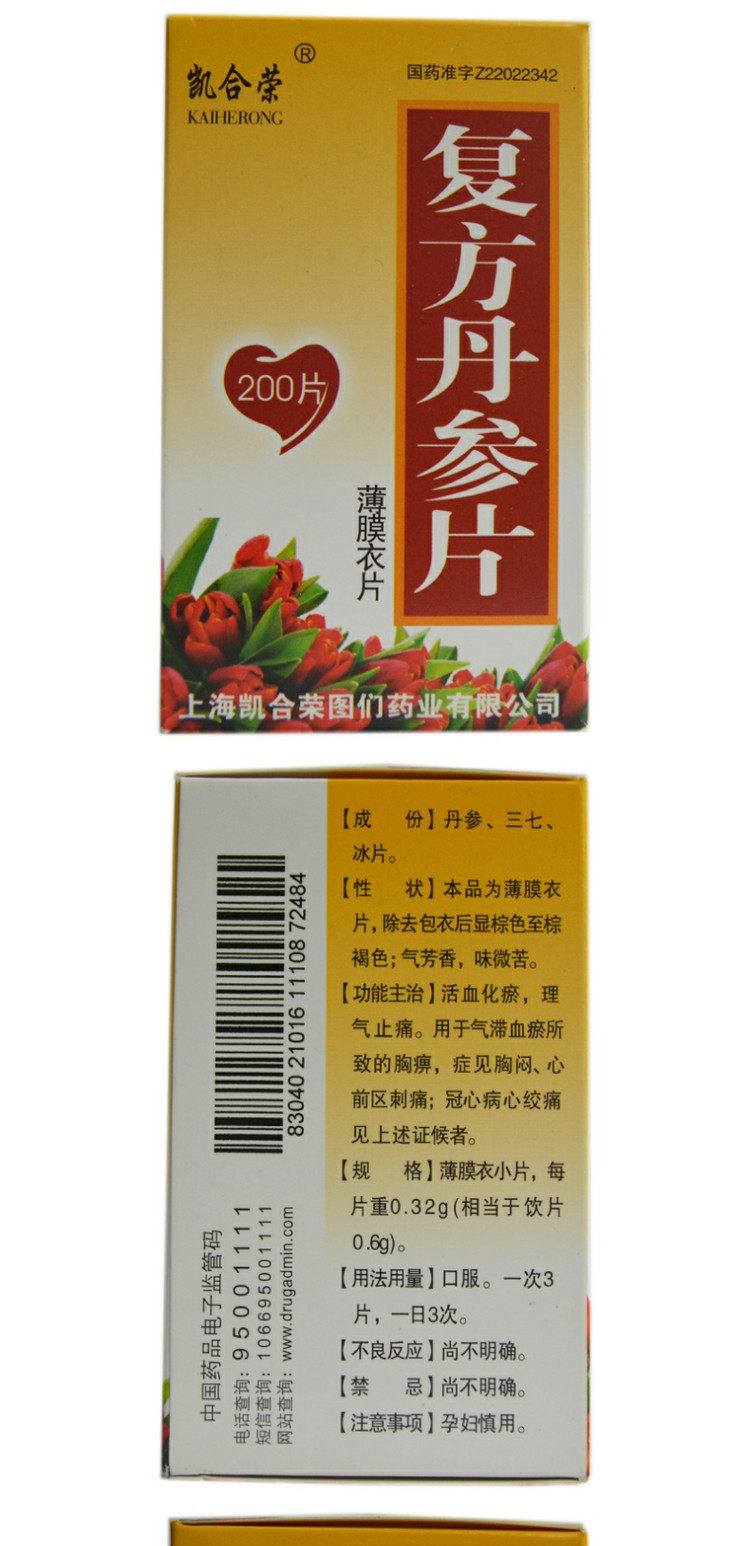 凯合荣®
KAIHERONG
国药准字Z22022342
复方丹参片
200片
薄膜衣片
上海凯合荣图们药业有限公司
【成 份】丹参、三七、
冰片。
【性 状】本品为薄膜衣
片，除去包衣后显棕色至棕
褐色；气芳香，味微苦。
【功能主治】活血化瘀，理
气止痛。用于气滞血瘀所
致的胸痹，症见胸闷、心
前区刺痛；冠心病心绞痛
见上述证候者。
【规 格】薄膜衣小片，每
片重0.32g(相当于饮片
0.6g)。
【用法用量】口服。一次3
片，一日3次。
【不良反应】尚不明确。
【禁 忌】尚不明确。
【注意事项】孕妇慎用。
83040 21016 11108 72484
中国药品电子监管码
电话查询：95001111
短信查询：106695001111
网站查询：www.drugadmin.com